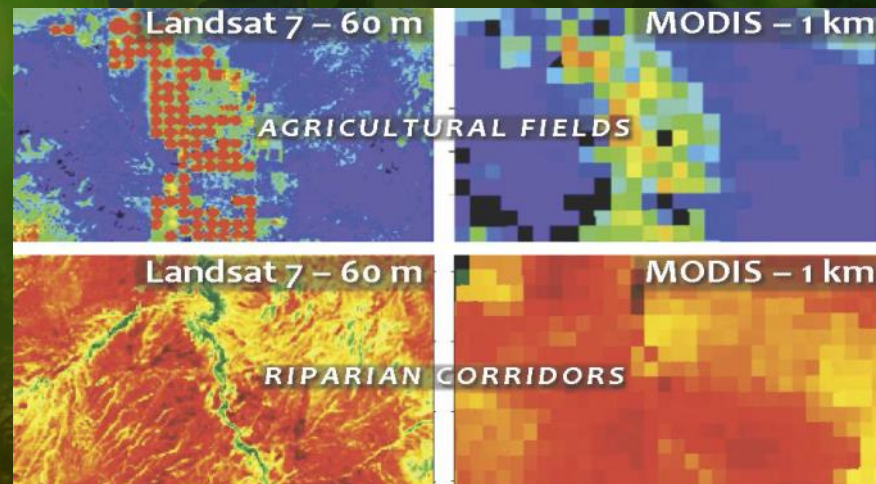 Landsat 7 – 60 m
MODIS – 1 km
AGRICULTURAL FIELDS
Landsat 7 – 60 m
MODIS – 1 km
RIPARIAN CORRIDORS